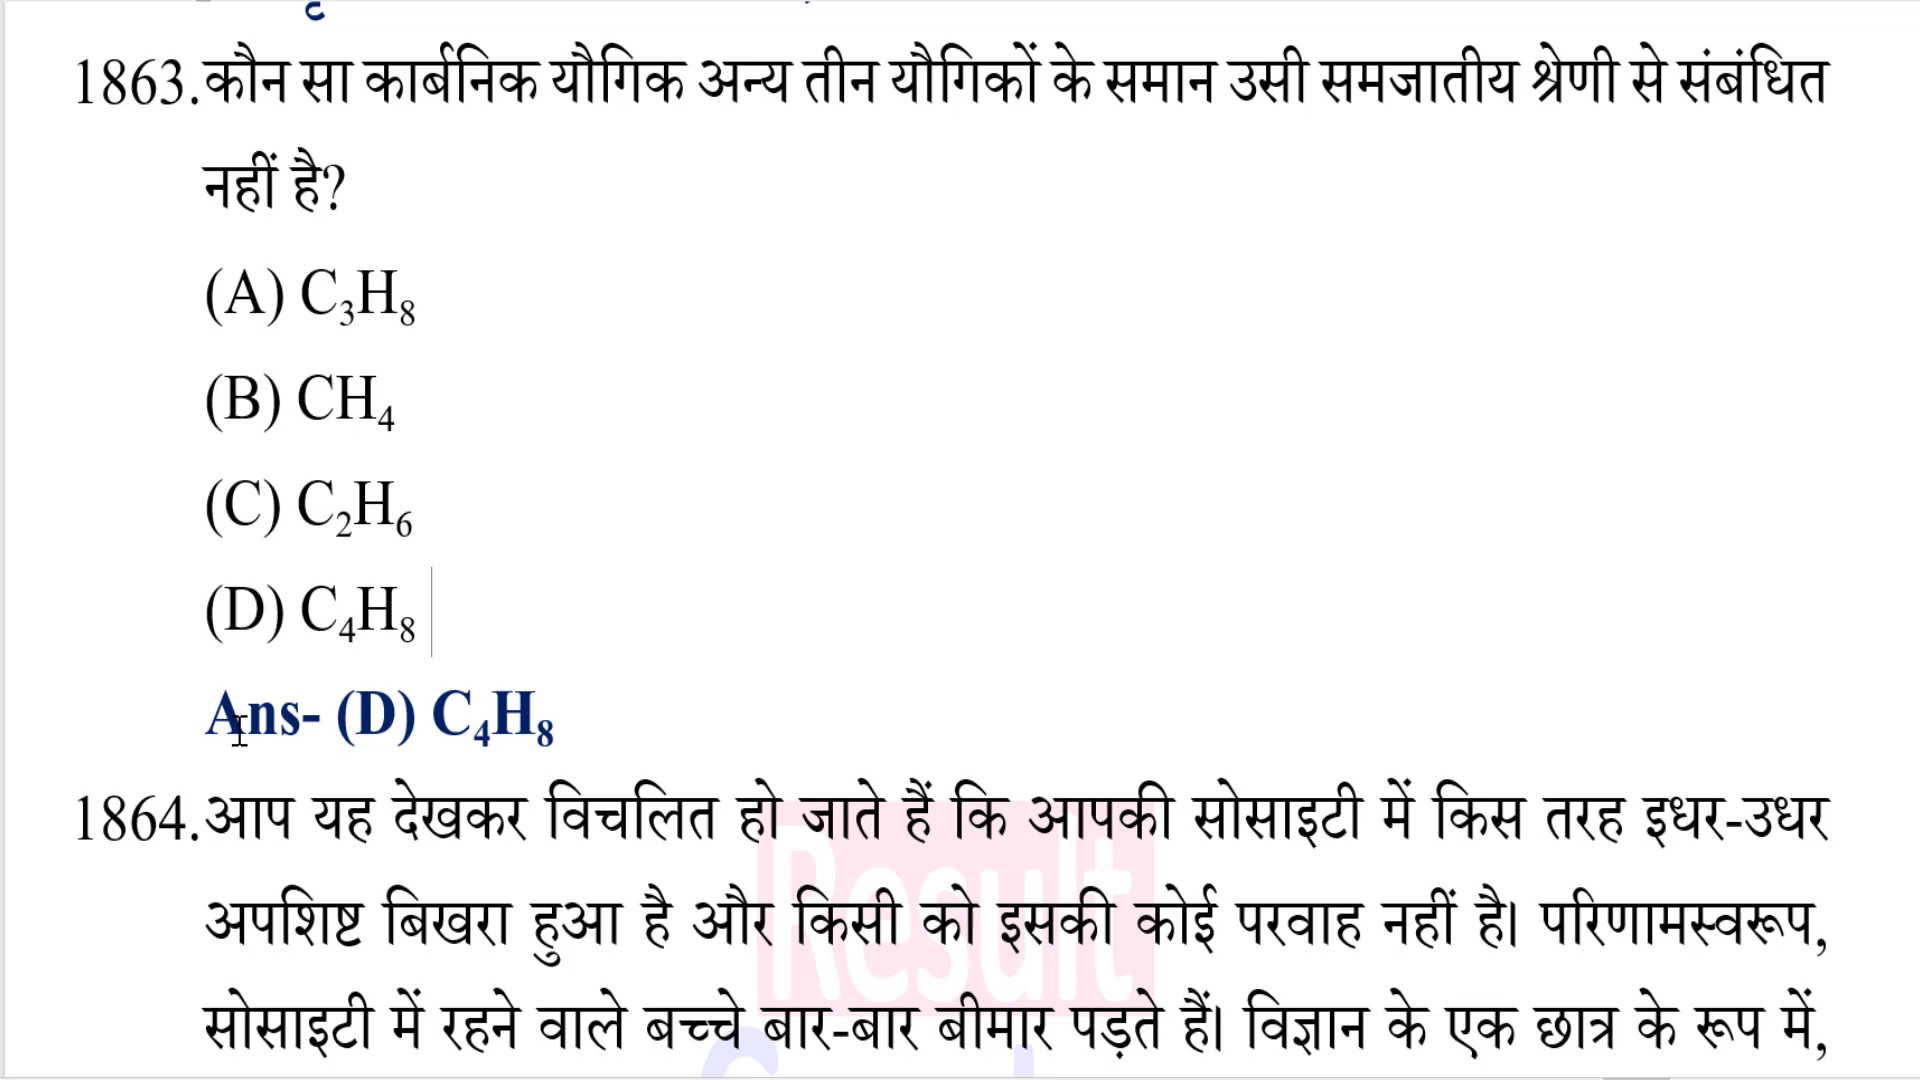 1863.कौन सा कार्बनिक यौगिक अन्य तीन यौगिकों के समान उसी समजातीय श्रेणी से संबंधित
नहीं है?
(A) C₃H₈
(B) CH₄
(C) C₂H₆
(D) C₄H₈
Ans- (D) C₄H₈
1864.आप यह देखकर विचलित हो जाते हैं कि आपकी सोसाइटी में किस तरह इधर-उधर
अपशिष्ट बिखरा हुआ है और किसी को इसकी कोई परवाह नहीं है। परिणामस्वरूप,
सोसाइटी में रहने वाले बच्चे बार-बार बीमार पड़ते हैं। विज्ञान के एक छात्र के रूप में,
Result